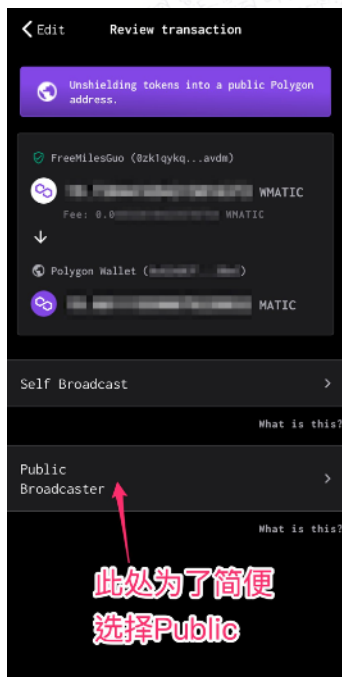 Edit Review transaction
Unshielding tokens into a public Polygon
address.
FreeMilesGuo (0zk1qykq...avdm)
WMATIC
Fee: 0.0 WMATIC
Polygon Wallet ( )
MATIC
Self Broadcast
What is this?
Public
Broadcaster
What is this?
此处为了简便
选择Public